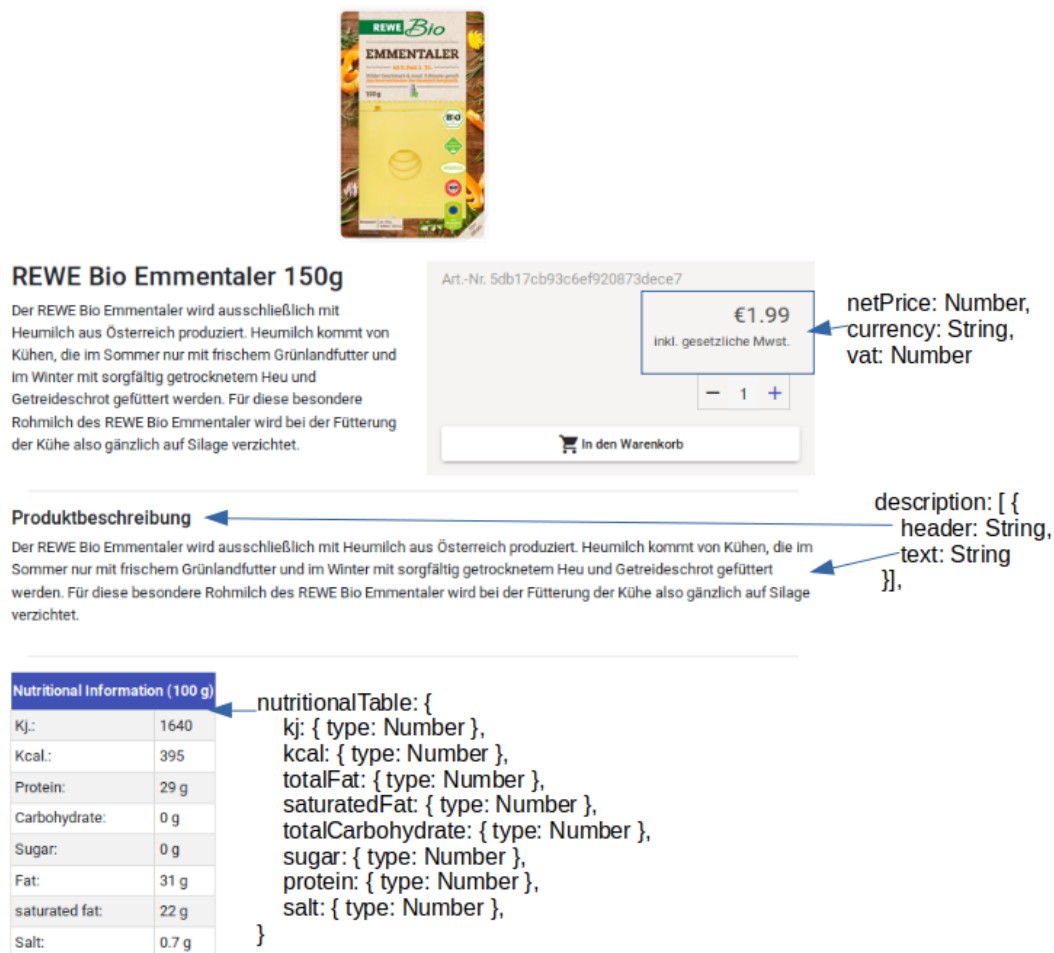 REWE Bio
EMMENTALER
150g
BIO
REWE Bio Emmentaler 150g
Der REWE Bio Emmentaler wird ausschließlich mit
Heumilch aus Österreich produziert. Heumilch kommt von
Kühen, die im Sommer nur mit frischem Grünlandfutter und
im Winter mit sorgfältig getrocknetem Heu und
Getreideschrot gefüttert werden. Für diese besondere
Rohmilch des REWE Bio Emmentaler wird bei der Fütterung
der Kühe also gänzlich auf Silage verzichtet.
Art.-Nr. 5db17cb93c6ef920873dece7
€1.99
inkl. gesetzliche Mwst.
− 1 +
In den Warenkorb
netPrice: Number,
currency: String,
vat: Number
Produktbeschreibung
Der REWE Bio Emmentaler wird ausschließlich mit Heumilch aus Österreich produziert. Heumilch kommt von Kühen, die im
Sommer nur mit frischem Grünlandfutter und im Winter mit sorgfältig getrocknetem Heu und Getreideschrot gefüttert
werden. Für diese besondere Rohmilch des REWE Bio Emmentaler wird bei der Fütterung der Kühe also gänzlich auf Silage
verzichtet.
description: [ {
header: String,
text: String
}],
Nutritional Information (100 g)
Kj.: 1640
Kcal.: 395
Protein: 29 g
Carbohydrate: 0 g
Sugar: 0 g
Fat: 31 g
saturated fat: 22 g
Salt: 0.7 g
nutritionalTable: {
kj: { type: Number },
kcal: { type: Number },
totalFat: { type: Number },
saturatedFat: { type: Number },
totalCarbohydrate: { type: Number },
sugar: { type: Number },
protein: { type: Number },
salt: { type: Number },
}